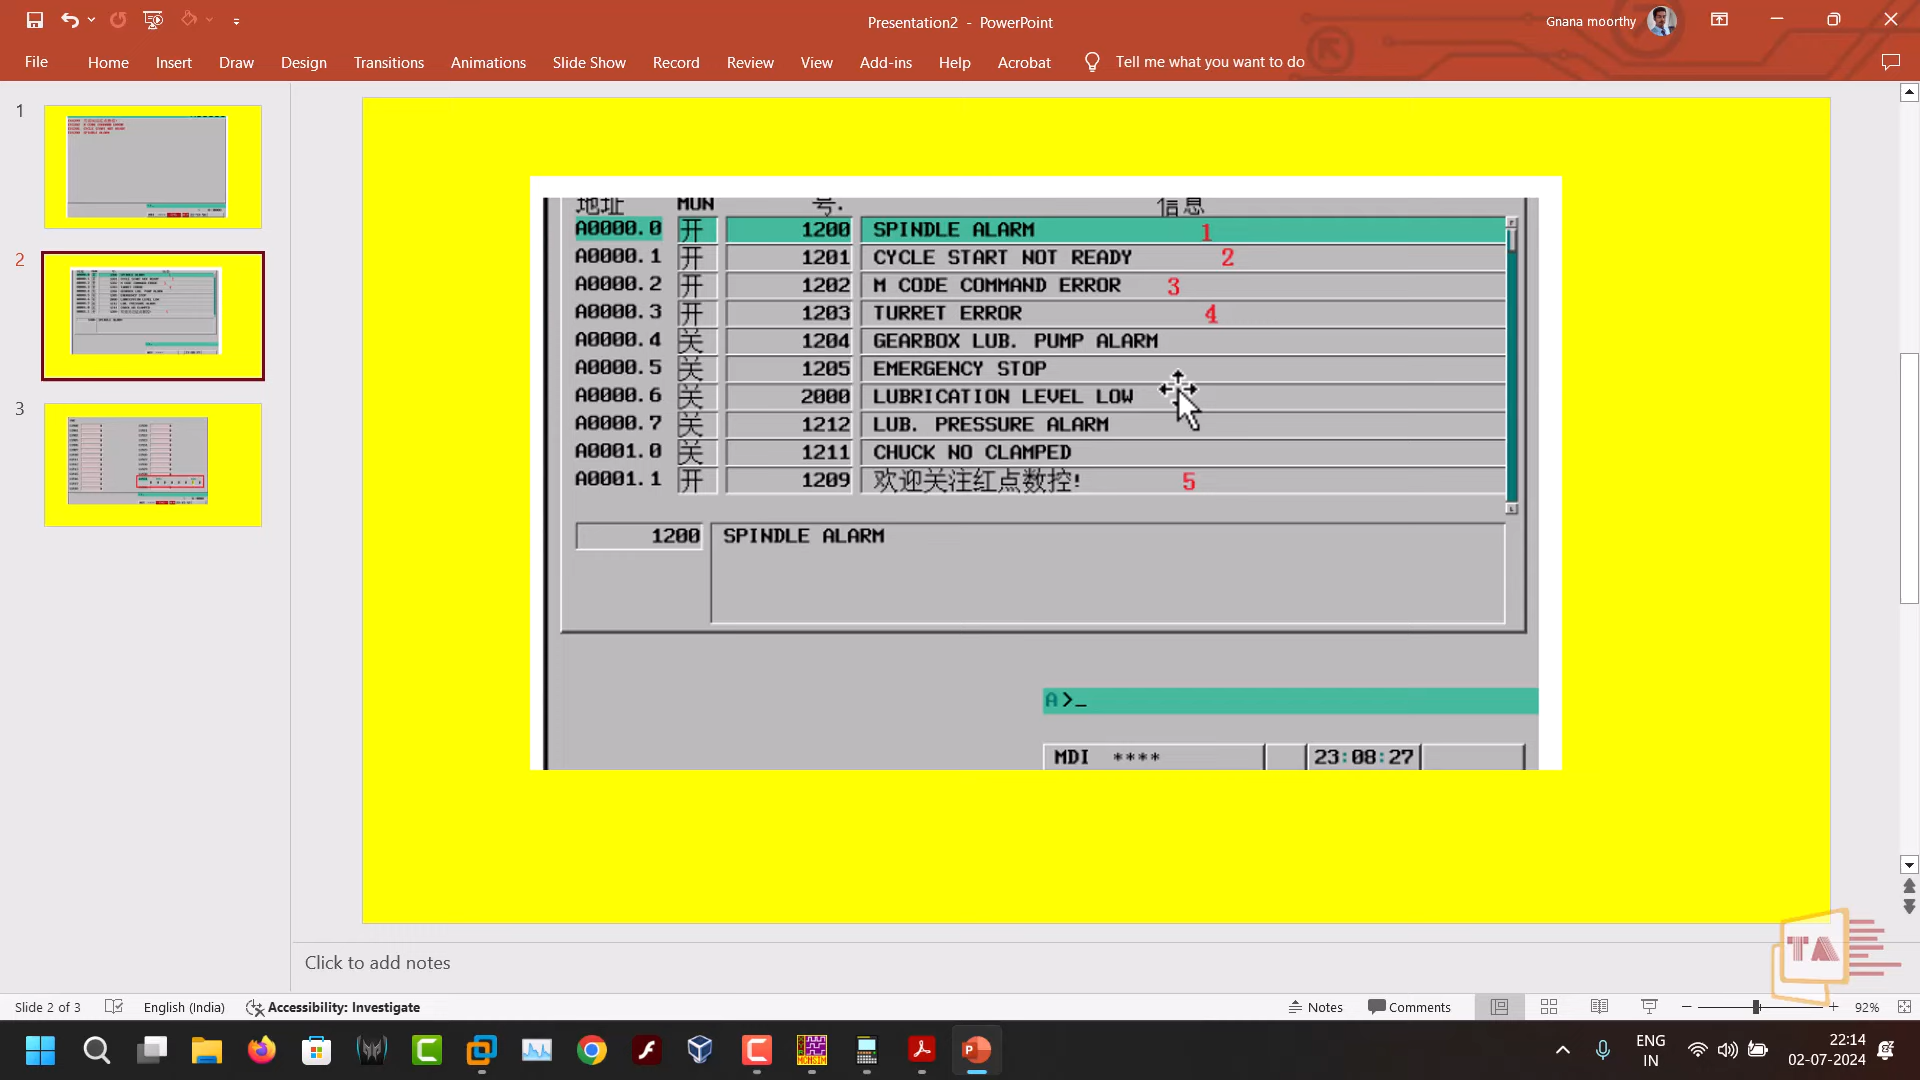 Presentation2 - PowerPoint
Gnana moorthy
File Home Insert Draw Design Transitions Animations Slide Show Record Review View Add-ins Help Acrobat Tell me what you want to do
1
2
3
地址 MUN 号. 信息
A0000.0 开 1200 SPINDLE ALARM 1
A0000.1 开 1201 CYCLE START NOT READY 2
A0000.2 开 1202 M CODE COMMAND ERROR 3
A0000.3 开 1203 TURRET ERROR 4
A0000.4 关 1204 GEARBOX LUB. PUMP ALARM
A0000.5 关 1205 EMERGENCY STOP
A0000.6 关 2000 LUBRICATION LEVEL LOW
A0000.7 关 1212 LUB. PRESSURE ALARM
A0001.0 关 1211 CHUCK NO CLAMPED
A0001.1 开 1209 欢迎关注红点数控! 5
1200 SPINDLE ALARM
A >_
MDI **** 23:08:27
TA
Click to add notes
Slide 2 of 3 English (India) Accessibility: Investigate Notes Comments 92%
ENG
IN
22:14
02-07-2024